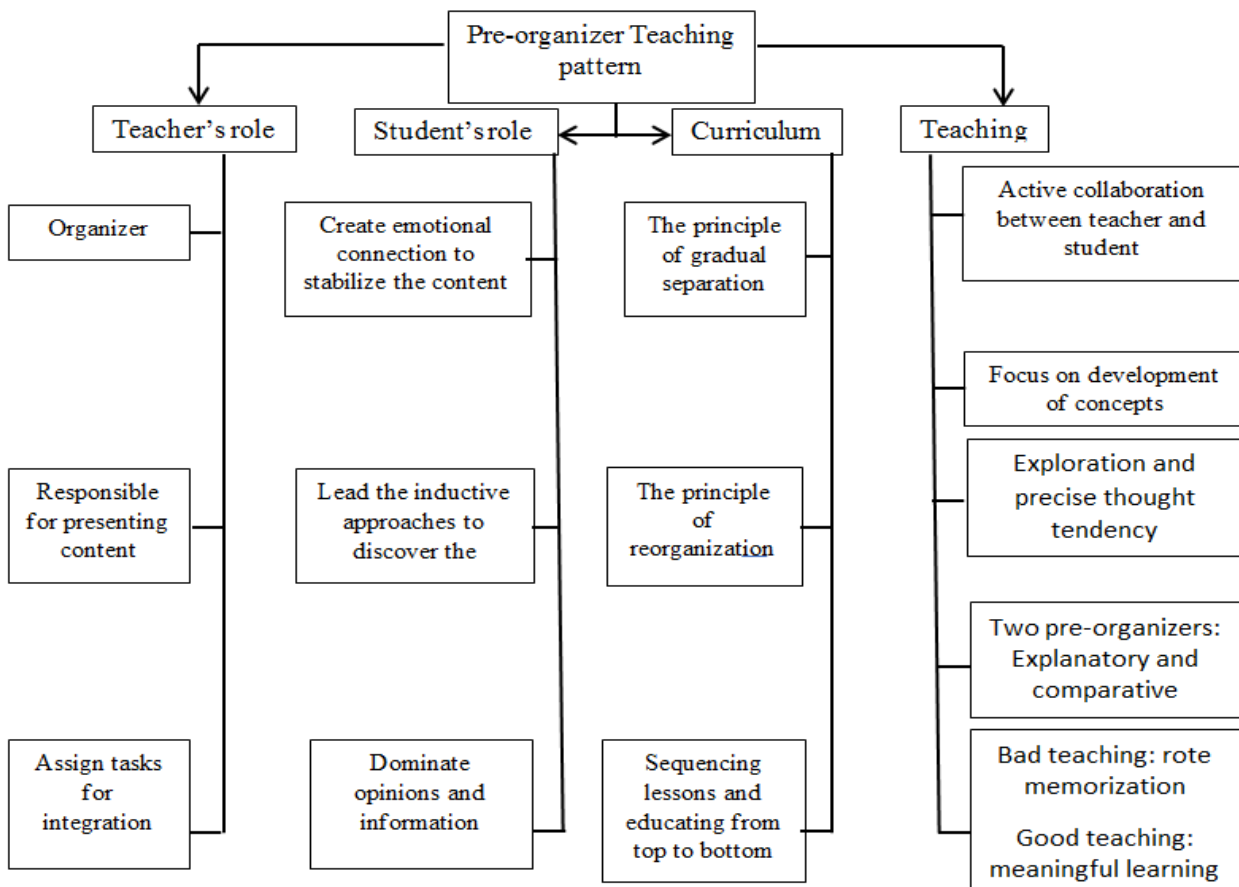 Pre-organizer Teaching
pattern
Teacher's role
Student's role
Curriculum
Teaching
Organizer
Responsible
for presenting
content
Assign tasks
for
integration
Create emotional
connection to
stabilize the content
Lead the inductive
approaches to
discover the
Dominate
opinions and
information
The principle
of gradual
separation
The principle
of
reorganization
Sequencing
lessons and
educating from
top to bottom
Active collaboration
between teacher and
student
Focus on development
of concepts
Exploration and
precise thought
tendency
Two pre-organizers:
Explanatory and
comparative
Bad teaching: rote
memorization
Good teaching:
meaningful learning